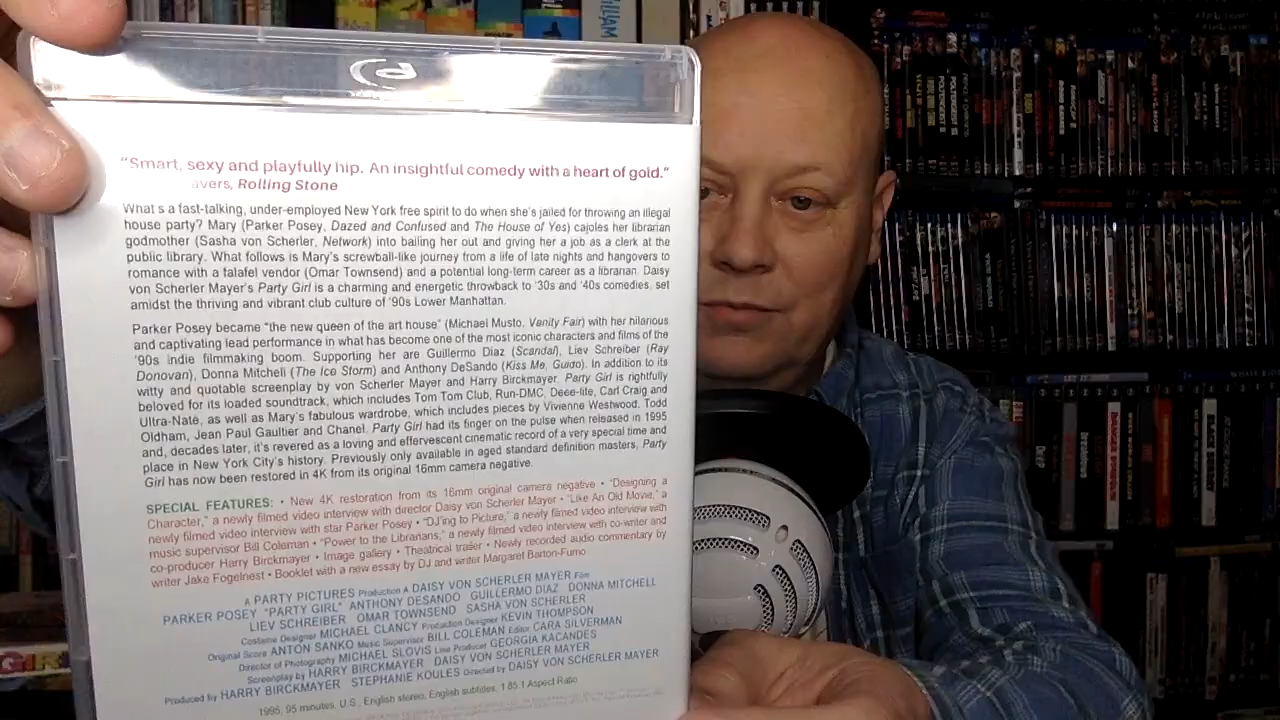 "Smart, sexy and playfully hip. An insightful comedy with a heart of gold."
avers, Rolling Stone
What s a fast-talking, under-employed New York free spirit to do when she's jailed for throwing an illegal
house party? Mary (Parker Posey, Dazed and Confused and The House of Yes) cajoles her librarian
godmother (Sasha von Scherler, Network) into bailing her out and giving her a job as a clerk at the
public library. What follows is Mary's screwball-like journey from a life of late nights and hangovers to
romance with a falafel vendor (Omar Townsend) and a potential long-term career as a librarian. Daisy
von Scherler Mayer's Party Girl is a charming and energetic throwback to '30s and '40s comedies, set
amidst the thriving and vibrant club culture of '90s Lower Manhattan.
Parker Posey became "the new queen of the art house" (Michael Musto, Vanity Fair) with her hilarious
and captivating lead performance in what has become one of the most iconic characters and films of the
'90s indie filmmaking boom. Supporting her are Guillermo Diaz (Scandal), Liev Schreiber (Ray
Donovan), Donna Mitchell (The Ice Storm) and Anthony DeSando (Kiss Me, Guido). In addition to its
witty and quotable screenplay by von Scherler Mayer and Harry Birckmayer, Party Girl is rightfully
beloved for its loaded soundtrack, which includes Tom Tom Club, Run-DMC, Deee-lite, Carl Craig and
Ultra-Naté, as well as Mary's fabulous wardrobe, which includes pieces by Vivienne Westwood, Todd
Oldham, Jean Paul Gaultier and Chanel. Party Girl had its finger on the pulse when released in 1995
and, decades later, it's revered as a loving and effervescent cinematic record of a very special time and
place in New York City's history. Previously only available in aged standard definition masters, Party
Girl has now been restored in 4K from its original 16mm camera negative.
SPECIAL FEATURES: • New 4K restoration from its 16mm original camera negative • "Designing a
Character," a newly filmed video interview with director Daisy von Scherler Mayer • "Like An Old Movie," a
newly filmed video interview with star Parker Posey • "DJ'ing to Picture," a newly filmed video interview with
music supervisor Bill Coleman • "Power to the Librarians," a newly filmed video interview with co-writer and
co-producer Harry Birckmayer • Image gallery • Theatrical trailer • Newly recorded audio commentary by
writer Jake Fogelnest • Booklet with a new essay by DJ and writer Margaret Barton-Fumo
A PARTY PICTURES Production A DAISY VON SCHERLER MAYER Film
PARKER POSEY "PARTY GIRL" ANTHONY DESANDO GUILLERMO DIAZ DONNA MITCHELL
LIEV SCHREIBER OMAR TOWNSEND SASHA VON SCHERLER
Costume Designer MICHAEL CLANCY Production Designer KEVIN THOMPSON
Original Score ANTON SANKO Music Supervisor BILL COLEMAN Editor CARA SILVERMAN
Director of Photography MICHAEL SLOVIS Line Producer GEORGIA KACANDES
Screenplay by HARRY BIRCKMAYER DAISY VON SCHERLER MAYER
Produced by HARRY BIRCKMAYER STEPHANIE KOULES Directed by DAISY VON SCHERLER MAYER
1995, 95 minutes, U.S., English stereo, English subtitles, 1.85:1 Aspect Ratio